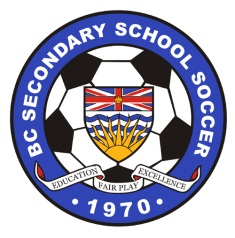 BC SECONDARY SCHOOL SOCCER
EDUCATION
FAIR PLAY
EXCELLENCE
• 1970 •